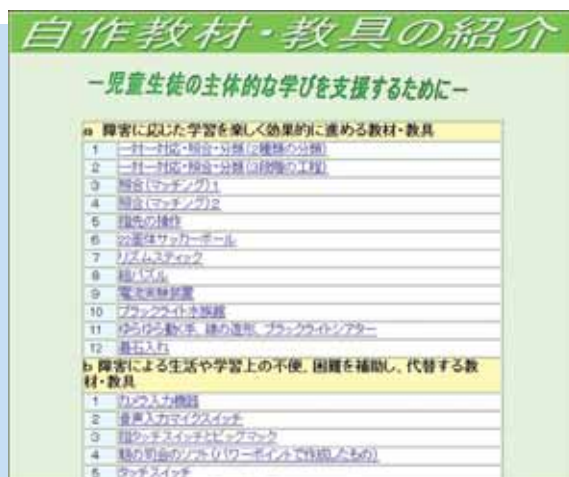 自作教材・教具の紹介
ー児童生徒の主体的な学びを支援するためにー
a 障害に応じた学習を楽しく効果的に進める教材・教具
1 一対一対応・照合・分類(2種類の分類)
2 一対一対応・照合・分類(3段階の工程)
3 照合(マッチング)1
4 照合(マッチング)2
5 指先の操作
6 22面体サッカーボール
7 リズムスティック
8 絵パズル
9 電流実験装置
10 ブラックライト水族館
11 ゆらゆら動く手、線の造形、ブラックライトシアター
12 碁石入れ
b 障害による生活や学習上の不便、困難を補助し、代替する教
材・教具
1 カメラ入力機器
2 音声入力マイクスイッチ
3 指タッチスイッチとビッグマック
4 朝の司会のソフト(パワーポイントで作成したもの)
5 タッチスイッチ